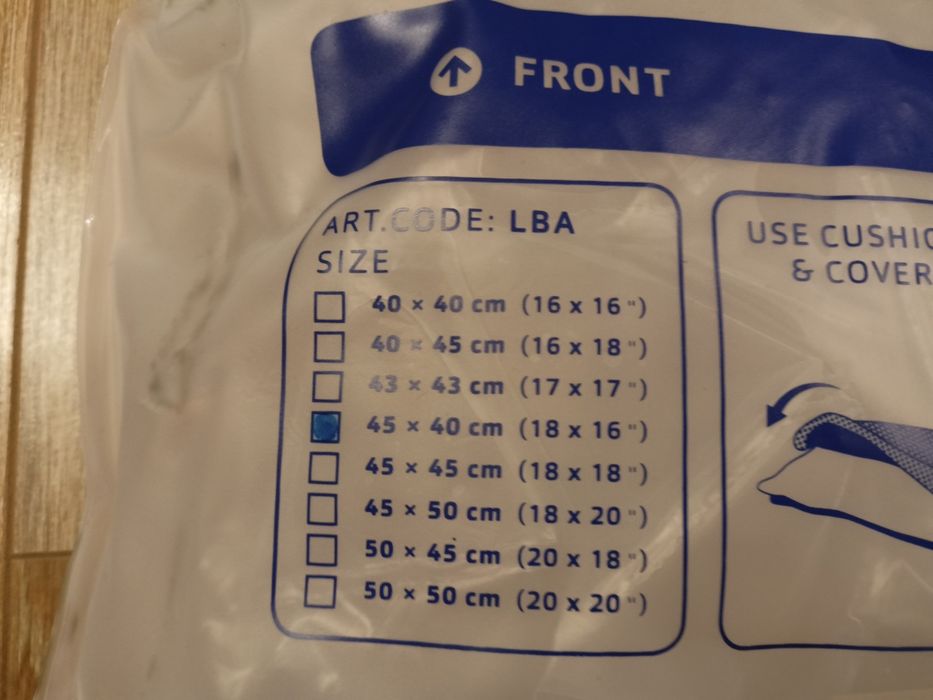 FRONT
ART.CODE: LBA
SIZE
40 × 40 cm (16 x 16")
40 × 45 cm (16 x 18")
43 × 43 cm (17 x 17")
45 × 40 cm (18 x 16")
45 × 45 cm (18 x 18")
45 × 50 cm (18 x 20")
50 × 45 cm (20 x 18")
50 × 50 cm (20 x 20")
USE CUSHIO
& COVER